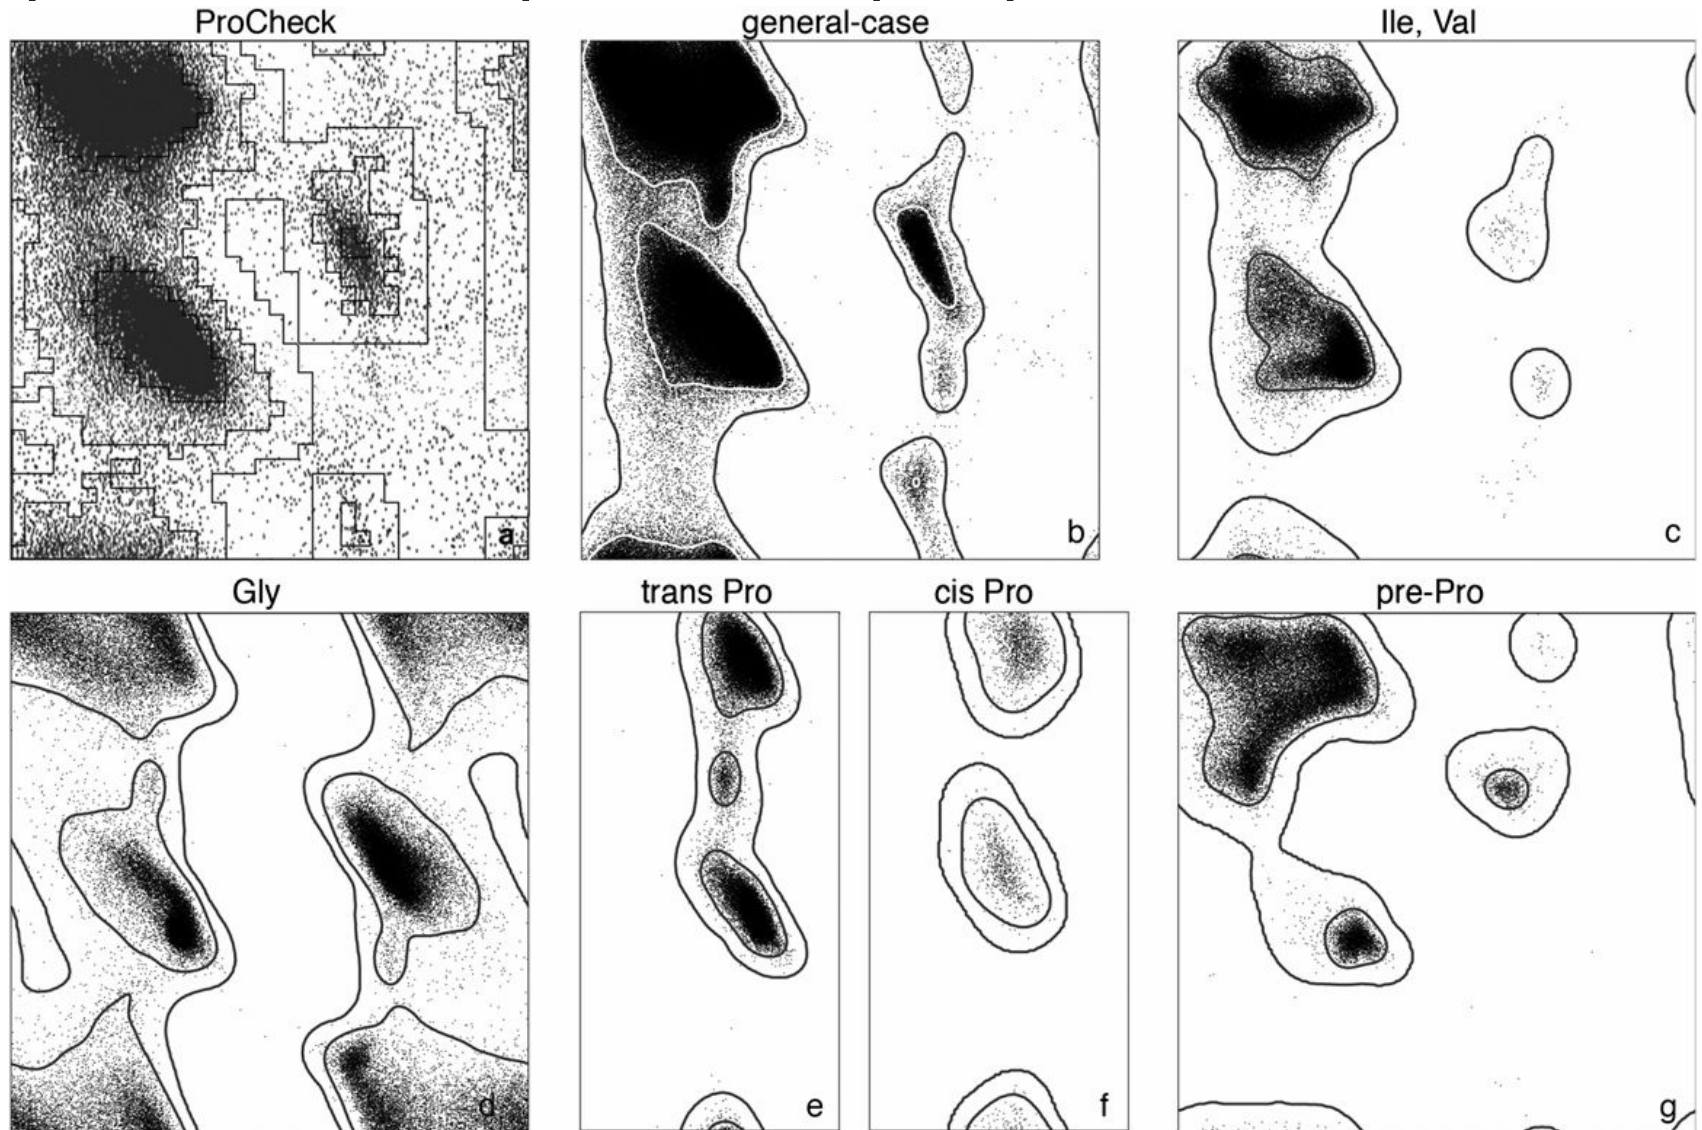 ProCheck
general-case
Ile, Val
a
b
c
Gly
trans Pro
cis Pro
pre-Pro
d
e
f
g